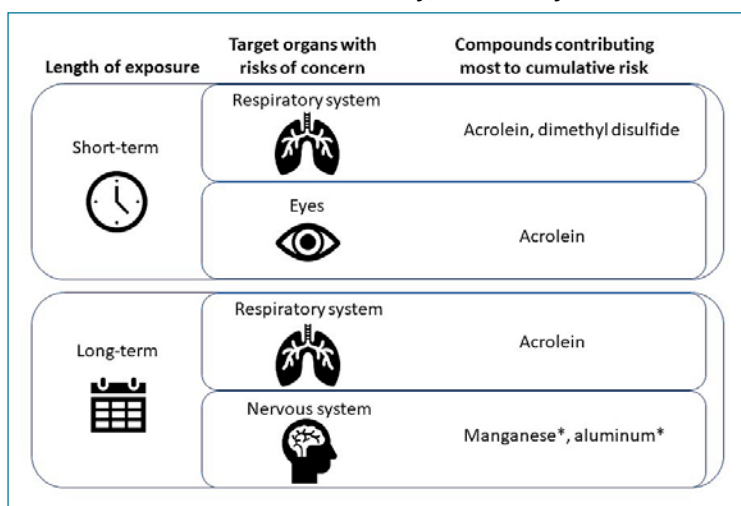 Length of exposure
Target organs with
risks of concern
Compounds contributing
most to cumulative risk
Short-term
Respiratory system
Acrolein, dimethyl disulfide
Eyes
Acrolein
Long-term
Respiratory system
Acrolein
Nervous system
Manganese*, aluminum*